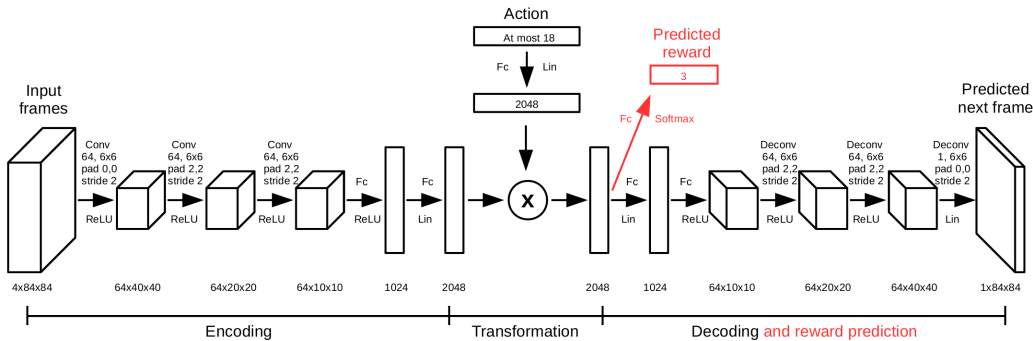 Action
At most 18
Fc
Lin
2048
Predicted
reward
3
Fc
Softmax
Input
frames
Predicted
next frame
Conv
64, 6x6
pad 0,0
stride 2
ReLU
Conv
64, 6x6
pad 2,2
stride 2
ReLU
Conv
64, 6x6
pad 2,2
stride 2
ReLU
Fc
ReLU
Fc
Lin
x
Fc
Lin
Fc
ReLU
Deconv
64, 6x6
pad 2,2
stride 2
ReLU
Deconv
64, 6x6
pad 2,2
stride 2
ReLU
Deconv
1, 6x6
pad 0,0
stride 2
Lin
4x84x84
64x40x40
64x20x20
64x10x10
1024
2048
2048
1024
64x10x10
64x20x20
64x40x40
1x84x84
Encoding
Transformation
Decoding and reward prediction